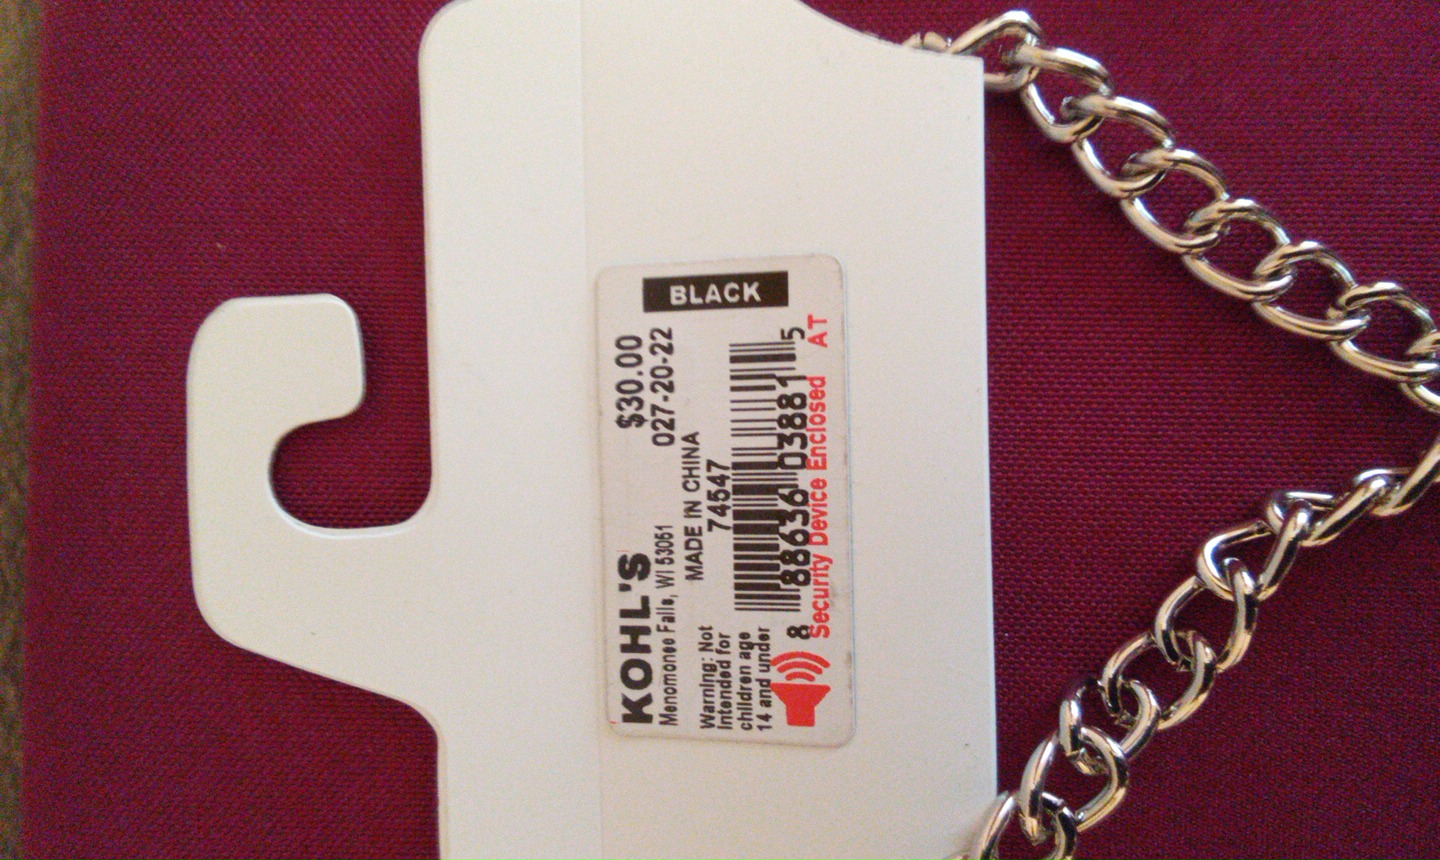 BLACK
$30.00
027-20-22
KOHL'S
Menomonee Falls, WI 53051
MADE IN CHINA
74547
Warning: Not
Intended for
children age
14 and under
8 88636 03881 5
Security Device Enclosed AT